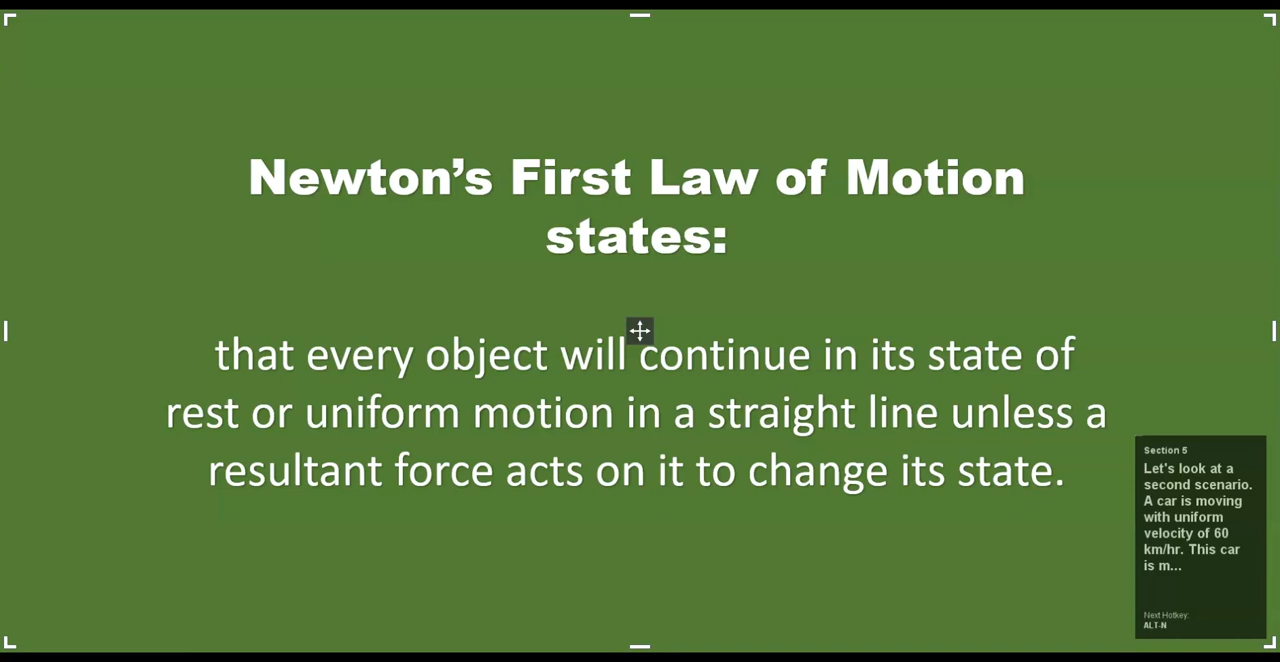 Newton’s First Law of Motion
states:
that every object will continue in its state of
rest or uniform motion in a straight line unless a
resultant force acts on it to change its state.
Section 5
Let's look at a
second scenario.
A car is moving
with uniform
velocity of 60
km/hr. This car
is m...
Next Hotkey:
ALT-N